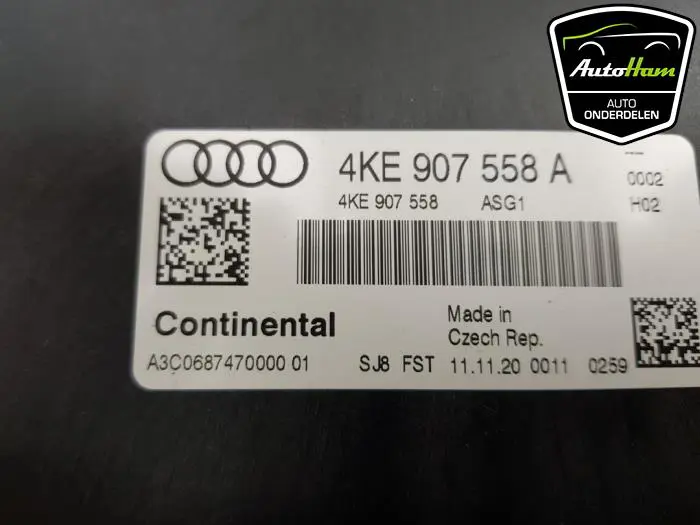 AutoHam
AUTO
ONDERDELEN
4KE 907 558 A
0002
4KE 907 558 ASG1
H02
Continental
Made in
Czech Rep.
A3C0687470000 01 SJ8 FST 11.11.20 0011 0259